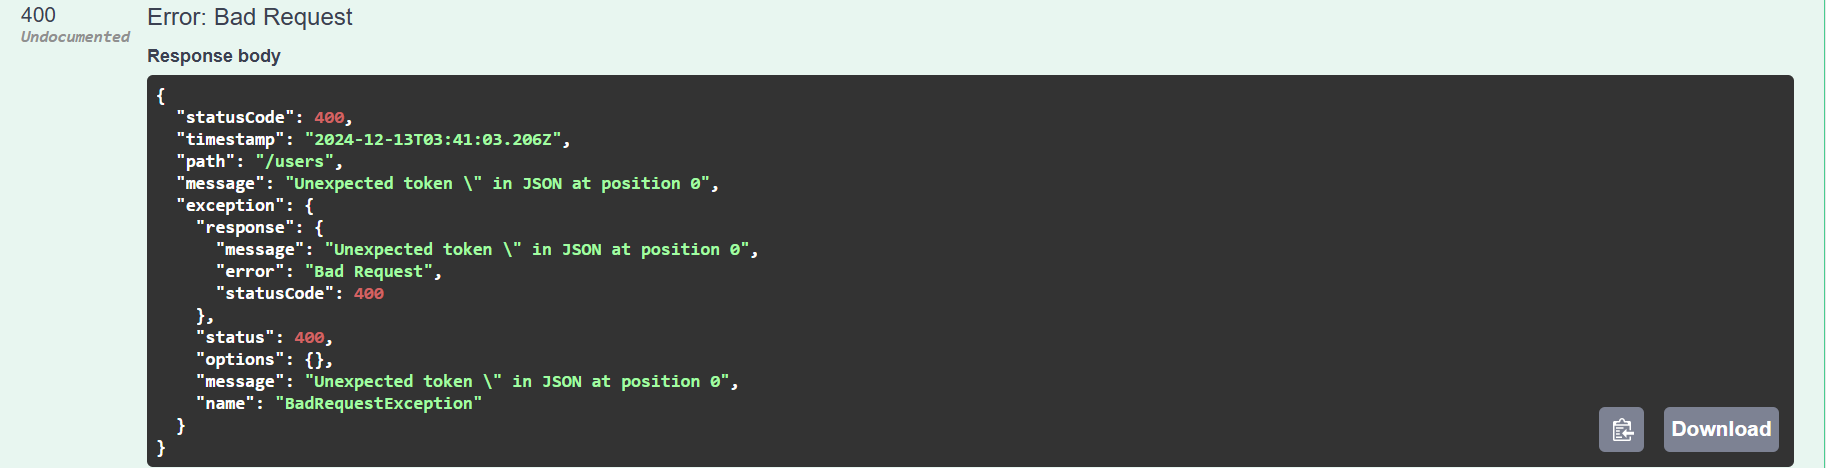 400
Undocumented
Error: Bad Request
Response body
{
  "statusCode": 400,
  "timestamp": "2024-12-13T03:41:03.206Z",
  "path": "/users",
  "message": "Unexpected token \" in JSON at position 0",
  "exception": {
    "response": {
      "message": "Unexpected token \" in JSON at position 0",
      "error": "Bad Request",
      "statusCode": 400
    },
    "status": 400,
    "options": {},
    "message": "Unexpected token \" in JSON at position 0",
    "name": "BadRequestException"
  }
}
Download